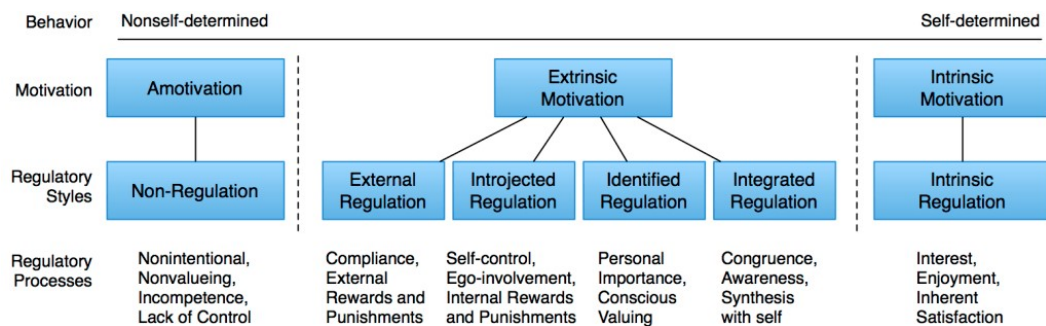 Behavior Nonself-determined Self-determined
Motivation Amotivation Extrinsic Motivation Intrinsic Motivation
Regulatory Styles Non-Regulation External Regulation Introjected Regulation Identified Regulation Integrated Regulation Intrinsic Regulation
Regulatory Processes
Nonintentional,
Nonvalueing,
Incompetence,
Lack of Control
Compliance,
External
Rewards and
Punishments
Self-control,
Ego-involvement,
Internal Rewards
and Punishments
Personal
Importance,
Conscious
Valuing
Congruence,
Awareness,
Synthesis
with self
Interest,
Enjoyment,
Inherent
Satisfaction